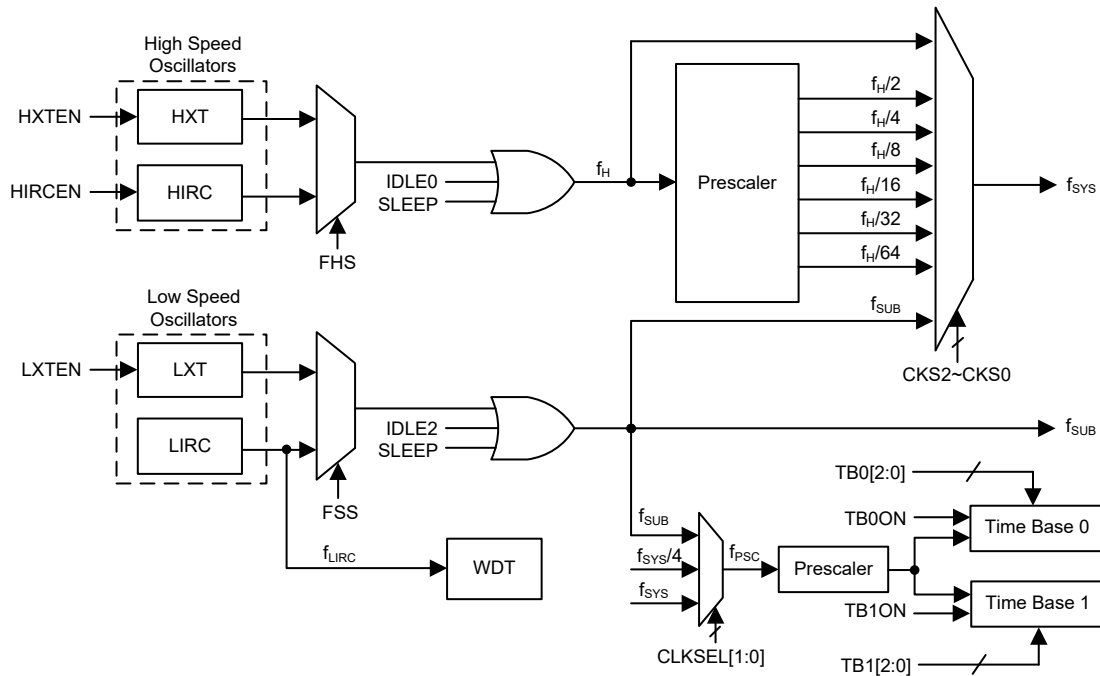 High Speed
Oscillators
HXTEN
HXT
HIRCEN
HIRC
FHS
IDLE0
SLEEP
fH
Prescaler
fH/2
fH/4
fH/8
fH/16
fH/32
fH/64
fSUB
fSYS
CKS2~CKS0
Low Speed
Oscillators
LXTEN
LXT
LIRC
FSS
IDLE2
SLEEP
fSUB
fLIRC
WDT
fSUB
fSYS/4
fSYS
CLKSEL[1:0]
fPSC
Prescaler
TB0[2:0]
TB0ON
Time Base 0
Time Base 1
TB1ON
TB1[2:0]